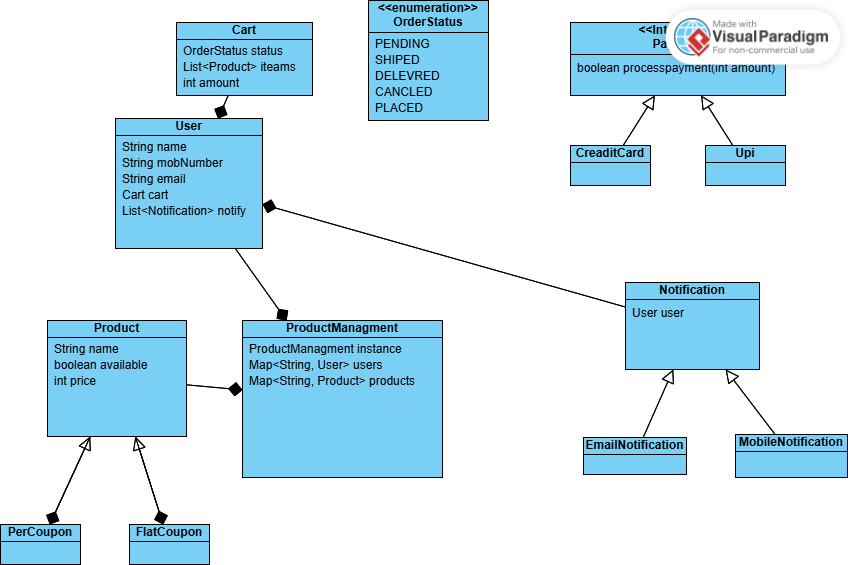 Cart
OrderStatus status
List<Product> iteams
int amount
<<enumeration>>
OrderStatus
PENDING
SHIPED
DELEVRED
CANCLED
PLACED
<<Int
Pa
boolean processpayment(int amount)
Made with
Visual Paradigm
For non-commercial use
User
String name
String mobNumber
String email
Cart cart
List<Notification> notify
CreaditCard
Upi
Notification
User user
Product
String name
boolean available
int price
ProductManagment
ProductManagment instance
Map<String, User> users
Map<String, Product> products
EmailNotification
MobileNotification
PerCoupon
FlatCoupon